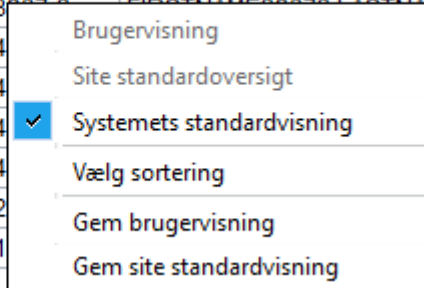 Brugervisning
Site standardoversigt
Systemets standardvisning
Vælg sortering
Gem brugervisning
Gem site standardvisning